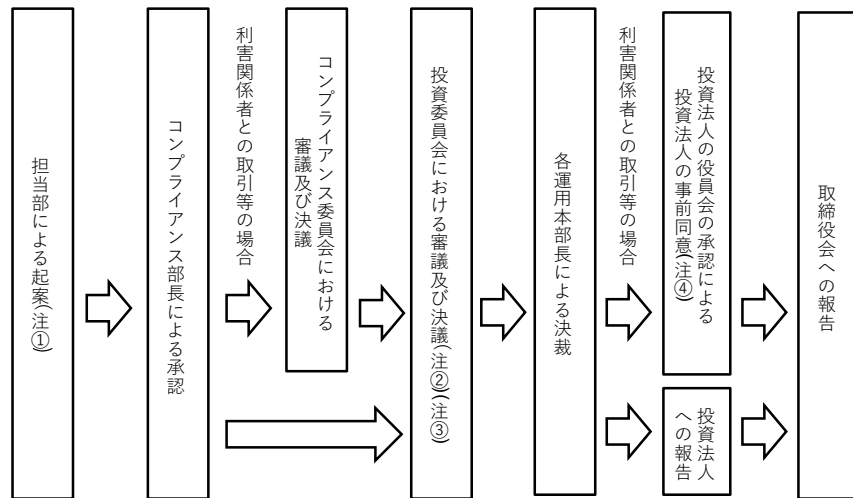 担当部による起案(注①)
コンプライアンス部長による承認
利害関係者との取引等の場合
コンプライアンス委員会における
審議及び決議
投資委員会における審議及び決議(注②)(注③)
各運用本部長による決裁
利害関係者との取引等の場合
投資法人の役員会の承認による
投資法人の事前同意(注④)
投資法人
への報告
取締役会への報告